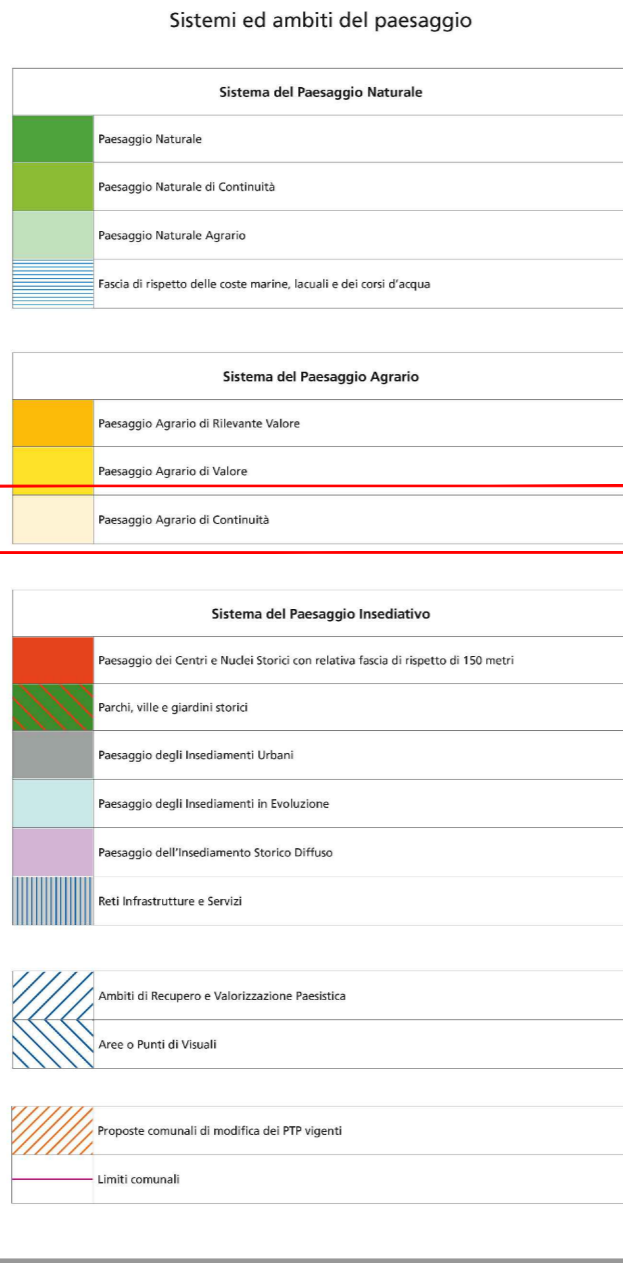 Sistemi ed ambiti del paesaggio
Sistema del Paesaggio Naturale
Paesaggio Naturale
Paesaggio Naturale di Continuità
Paesaggio Naturale Agrario
Fascia di rispetto delle coste marine, lacuali e dei corsi d'acqua
Sistema del Paesaggio Agrario
Paesaggio Agrario di Rilevante Valore
Paesaggio Agrario di Valore
Paesaggio Agrario di Continuità
Sistema del Paesaggio Insediativo
Paesaggio dei Centri e Nuclei Storici con relativa fascia di rispetto di 150 metri
Parchi, ville e giardini storici
Paesaggio degli Insediamenti Urbani
Paesaggio degli Insediamenti in Evoluzione
Paesaggio dell'Insediamento Storico Diffuso
Reti Infrastrutture e Servizi
Ambiti di Recupero e Valorizzazione Paesistica
Aree o Punti di Visuali
Proposte comunali di modifica dei PTP vigenti
Limiti comunali